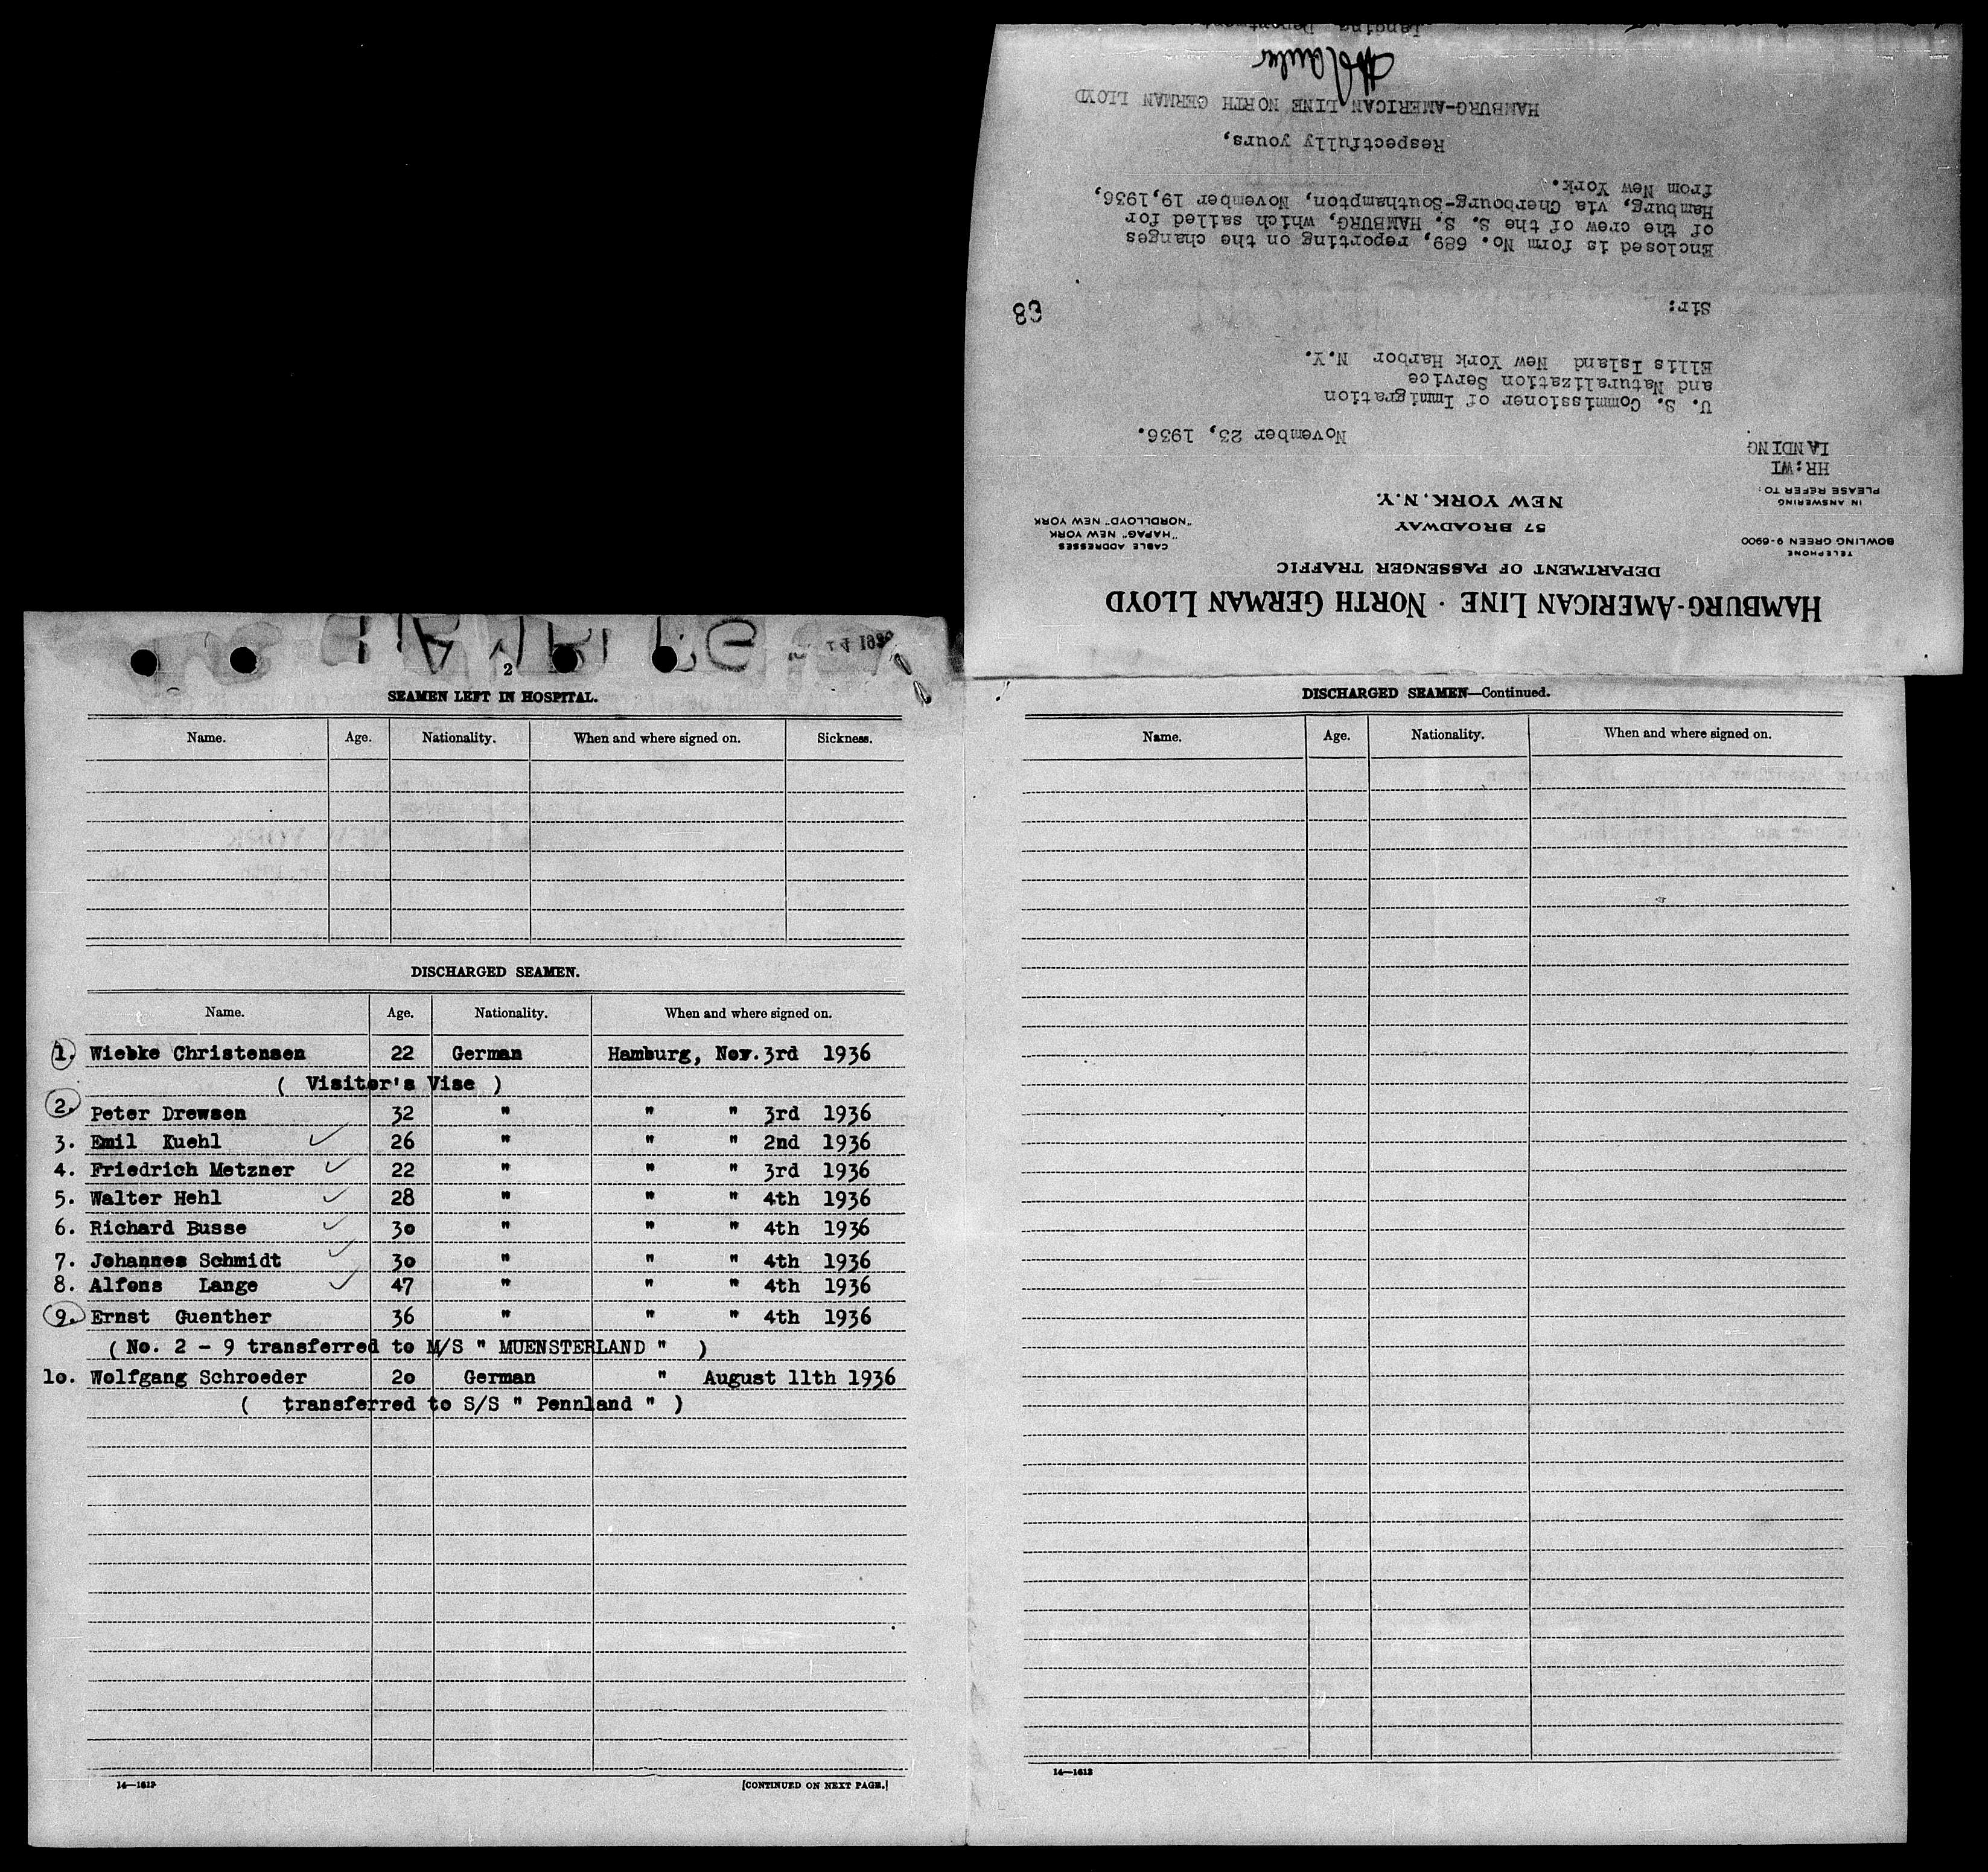 HAMBURG-AMERICAN LINE · NORTH GERMAN LLOYD
DEPARTMENT OF PASSENGER TRAFFIC
57 BROADWAY
NEW YORK, N.Y.
TELEPHONE
BOWLING GREEN 9-6900
CABLE ADDRESSES
"HAPAG" NEW YORK
"NORDLLOYD" NEW YORK
IN ANSWERING
PLEASE REFER TO:
HR:WI
LANDING
November 23, 1936.
U. S. Commissioner of Immigration
and Naturalization Service
Ellis Island New York Harbor N.Y.
Sir:
Enclosed is form No. 689, reporting on the changes
of the crew of the S. S. HAMBURG, which sailed for
Hamburg, via Cherbourg-Southampton, November 19,1936,
from New York.
Respectfully yours,
HAMBURG-AMERICAN LINE NORTH GERMAN LLOYD
Landing Department
2
SEAMEN LEFT IN HOSPITAL.
Name. Age. Nationality. When and where signed on. Sickness.
DISCHARGED SEAMEN.
Name. Age. Nationality. When and where signed on.
1. Wiebke Christensen 22 German Hamburg, Nov. 3rd 1936
( Visitor's Vise )
2. Peter Drewsen 32 " " " 3rd 1936
3. Emil Kuehl 26 " " " 2nd 1936
4. Friedrich Metzner 22 " " " 3rd 1936
5. Walter Hehl 28 " " " 4th 1936
6. Richard Busse 3o " " " 4th 1936
7. Johannes Schmidt 3o " " " 4th 1936
8. Alfons Lange 47 " " " 4th 1936
9. Ernst Guenther 36 " " " 4th 1936
( No. 2 - 9 transferred to M/S " MUENSTERLAND " )
1o. Wolfgang Schroeder 2o German " August 11th 1936
( transferred to S/S " Pennland " )
14—1613
[CONTINUED ON NEXT PAGE.]
DISCHARGED SEAMEN—Continued.
Name. Age. Nationality. When and where signed on.
14—1613